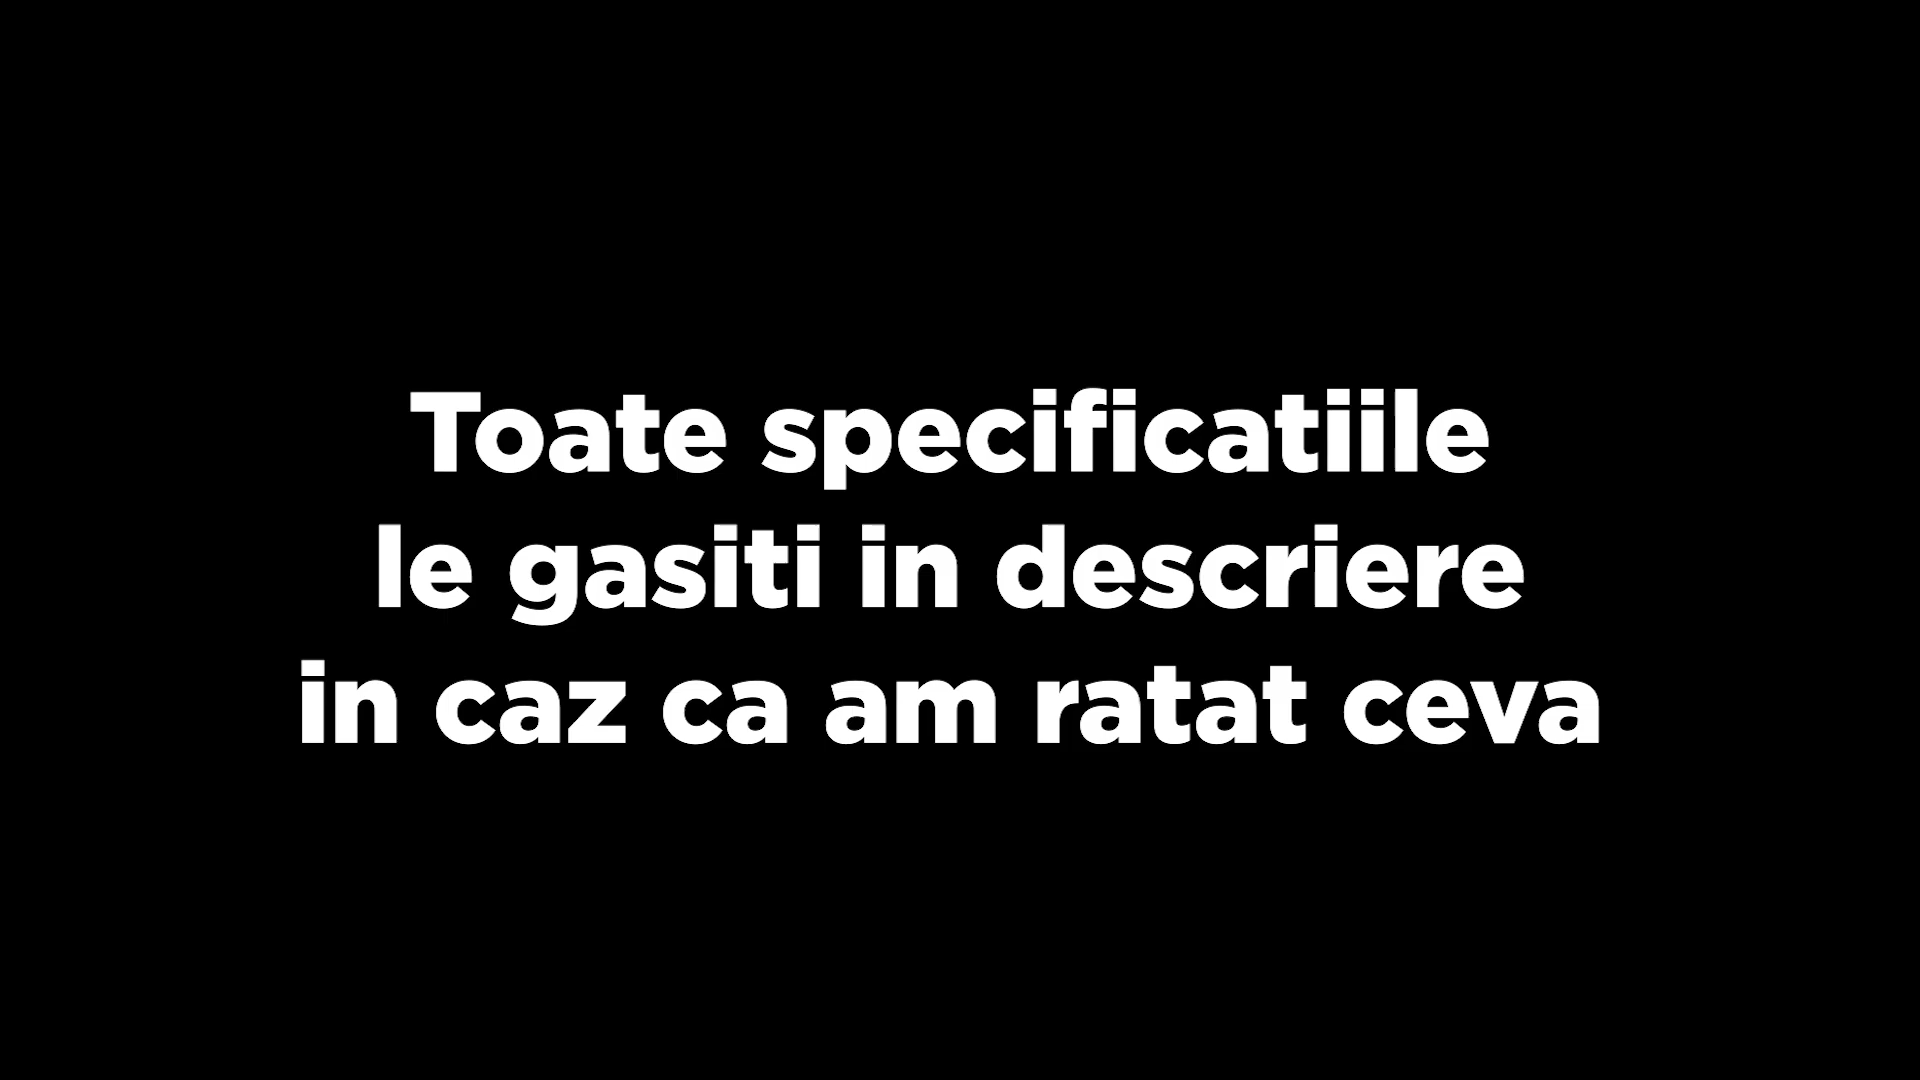 Toate specificatiile
le gasiti in descriere
in caz ca am ratat ceva